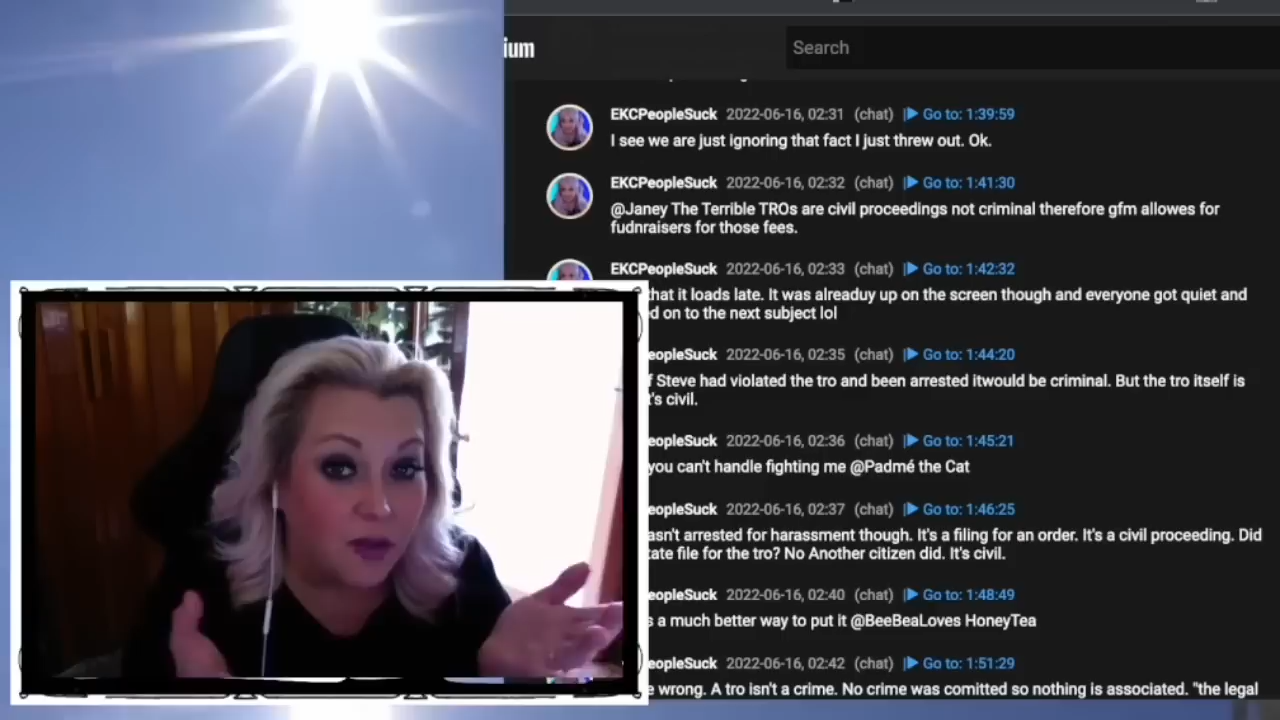 ium
Search
EKCPeopleSuck 2022-06-16, 02:31 (chat) Go to: 1:39:59
I see we are just ignoring that fact I just threw out. Ok.
EKCPeopleSuck 2022-06-16, 02:32 (chat) Go to: 1:41:30
@Janey The Terrible TROs are civil proceedings not criminal therefore gfm allowes for
fudnraisers for those fees.
EKCPeopleSuck 2022-06-16, 02:33 (chat) Go to: 1:42:32
that it loads late. It was alreaduy up on the screen though and everyone got quiet and
ed on to the next subject lol
eopleSuck 2022-06-16, 02:35 (chat) Go to: 1:44:20
f Steve had violated the tro and been arrested itwould be criminal. But the tro itself is
t's civil.
eopleSuck 2022-06-16, 02:36 (chat) Go to: 1:45:21
you can't handle fighting me @Padmé the Cat
eopleSuck 2022-06-16, 02:37 (chat) Go to: 1:46:25
asn't arrested for harassment though. It's a filing for an order. It's a civil proceeding. Did
tate file for the tro? No Another citizen did. It's civil.
eopleSuck 2022-06-16, 02:40 (chat) Go to: 1:48:49
s a much better way to put it @BeeBeaLoves HoneyTea
eopleSuck 2022-06-16, 02:42 (chat) Go to: 1:51:29
e wrong. A tro isn't a crime. No crime was comitted so nothing is associated. "the legal